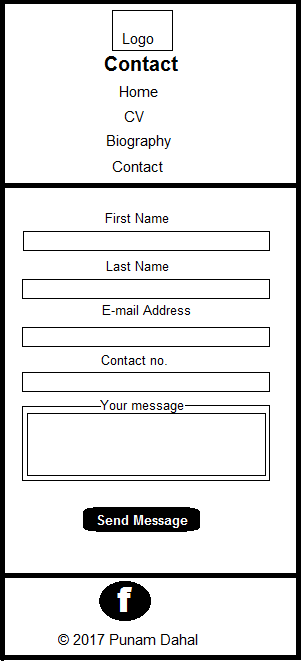 Logo
Contact
Home
CV
Biography
Contact
First Name
Last Name
E-mail Address
Contact no.
Your message
Send Message
f
© 2017 Punam Dahal